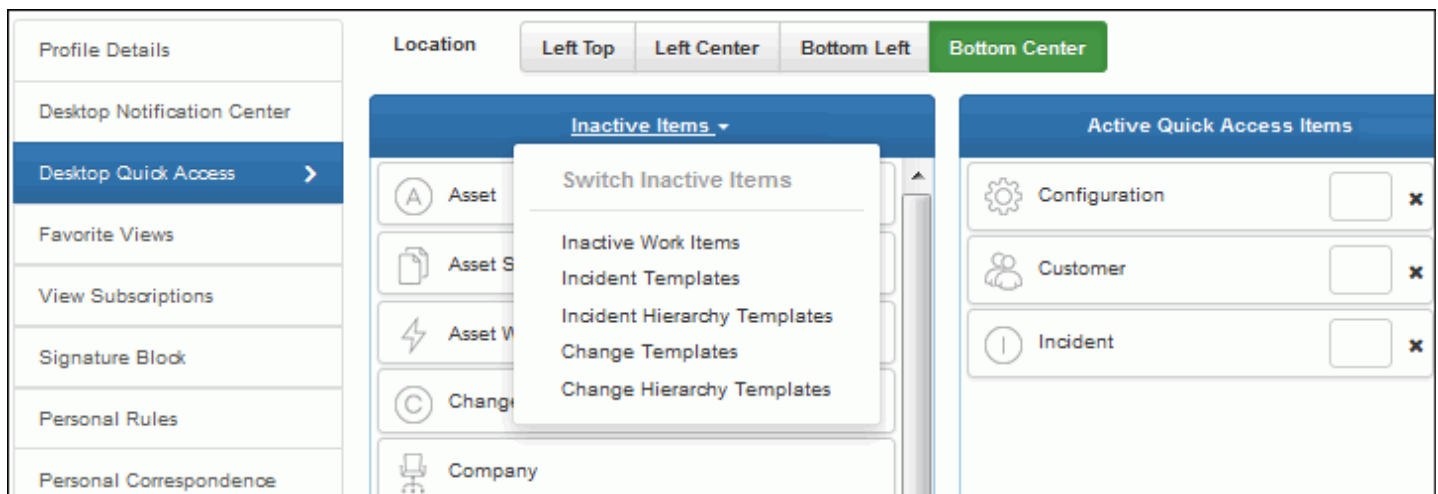 Profile Details
Desktop Notification Center
Desktop Quick Access
Favorite Views
View Subscriptions
Signature Block
Personal Rules
Personal Correspondence
Location
Left Top
Left Center
Bottom Left
Bottom Center
Inactive Items
A Asset
Asset S
Asset W
C Change
Company
Switch Inactive Items
Inactive Work Items
Incident Templates
Incident Hierarchy Templates
Change Templates
Change Hierarchy Templates
Active Quick Access Items
Configuration
Customer
I Incident